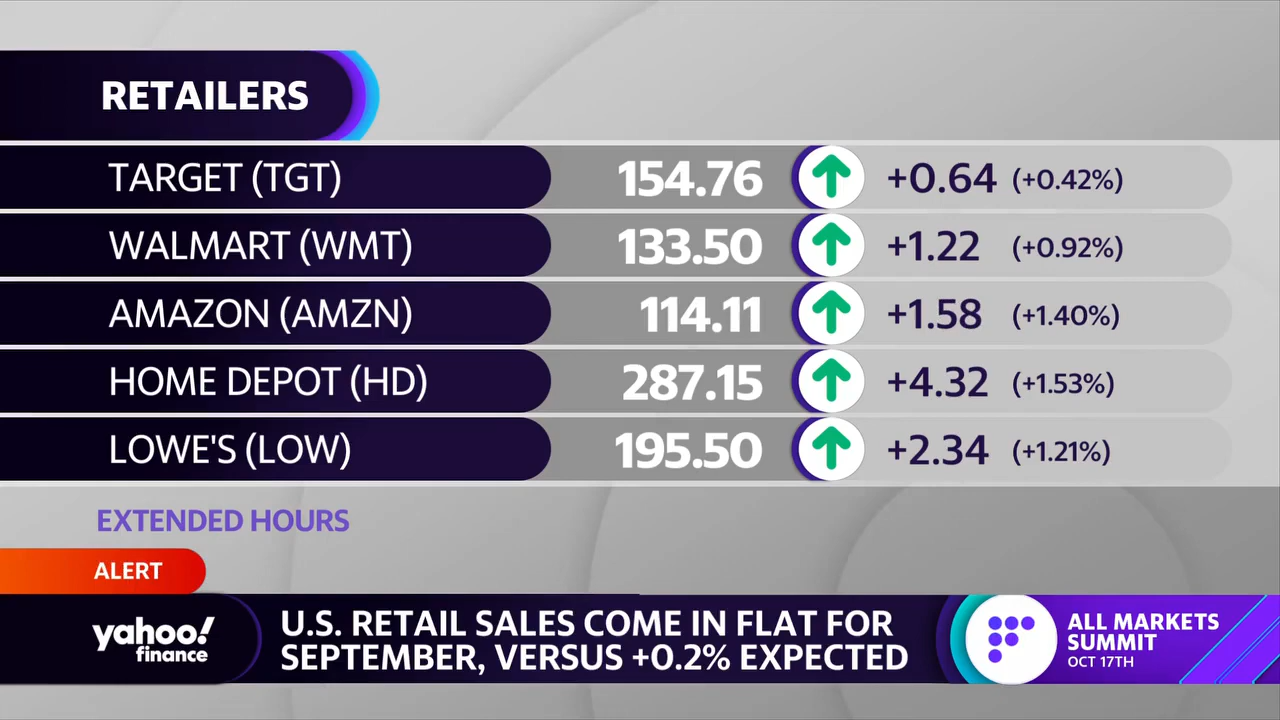 RETAILERS
TARGET (TGT) 154.76 +0.64 (+0.42%)
WALMART (WMT) 133.50 +1.22 (+0.92%)
AMAZON (AMZN) 114.11 +1.58 (+1.40%)
HOME DEPOT (HD) 287.15 +4.32 (+1.53%)
LOWE'S (LOW) 195.50 +2.34 (+1.21%)
EXTENDED HOURS
ALERT
yahoo!
finance
U.S. RETAIL SALES COME IN FLAT FOR
SEPTEMBER, VERSUS +0.2% EXPECTED
ALL MARKETS
SUMMIT
OCT 17TH